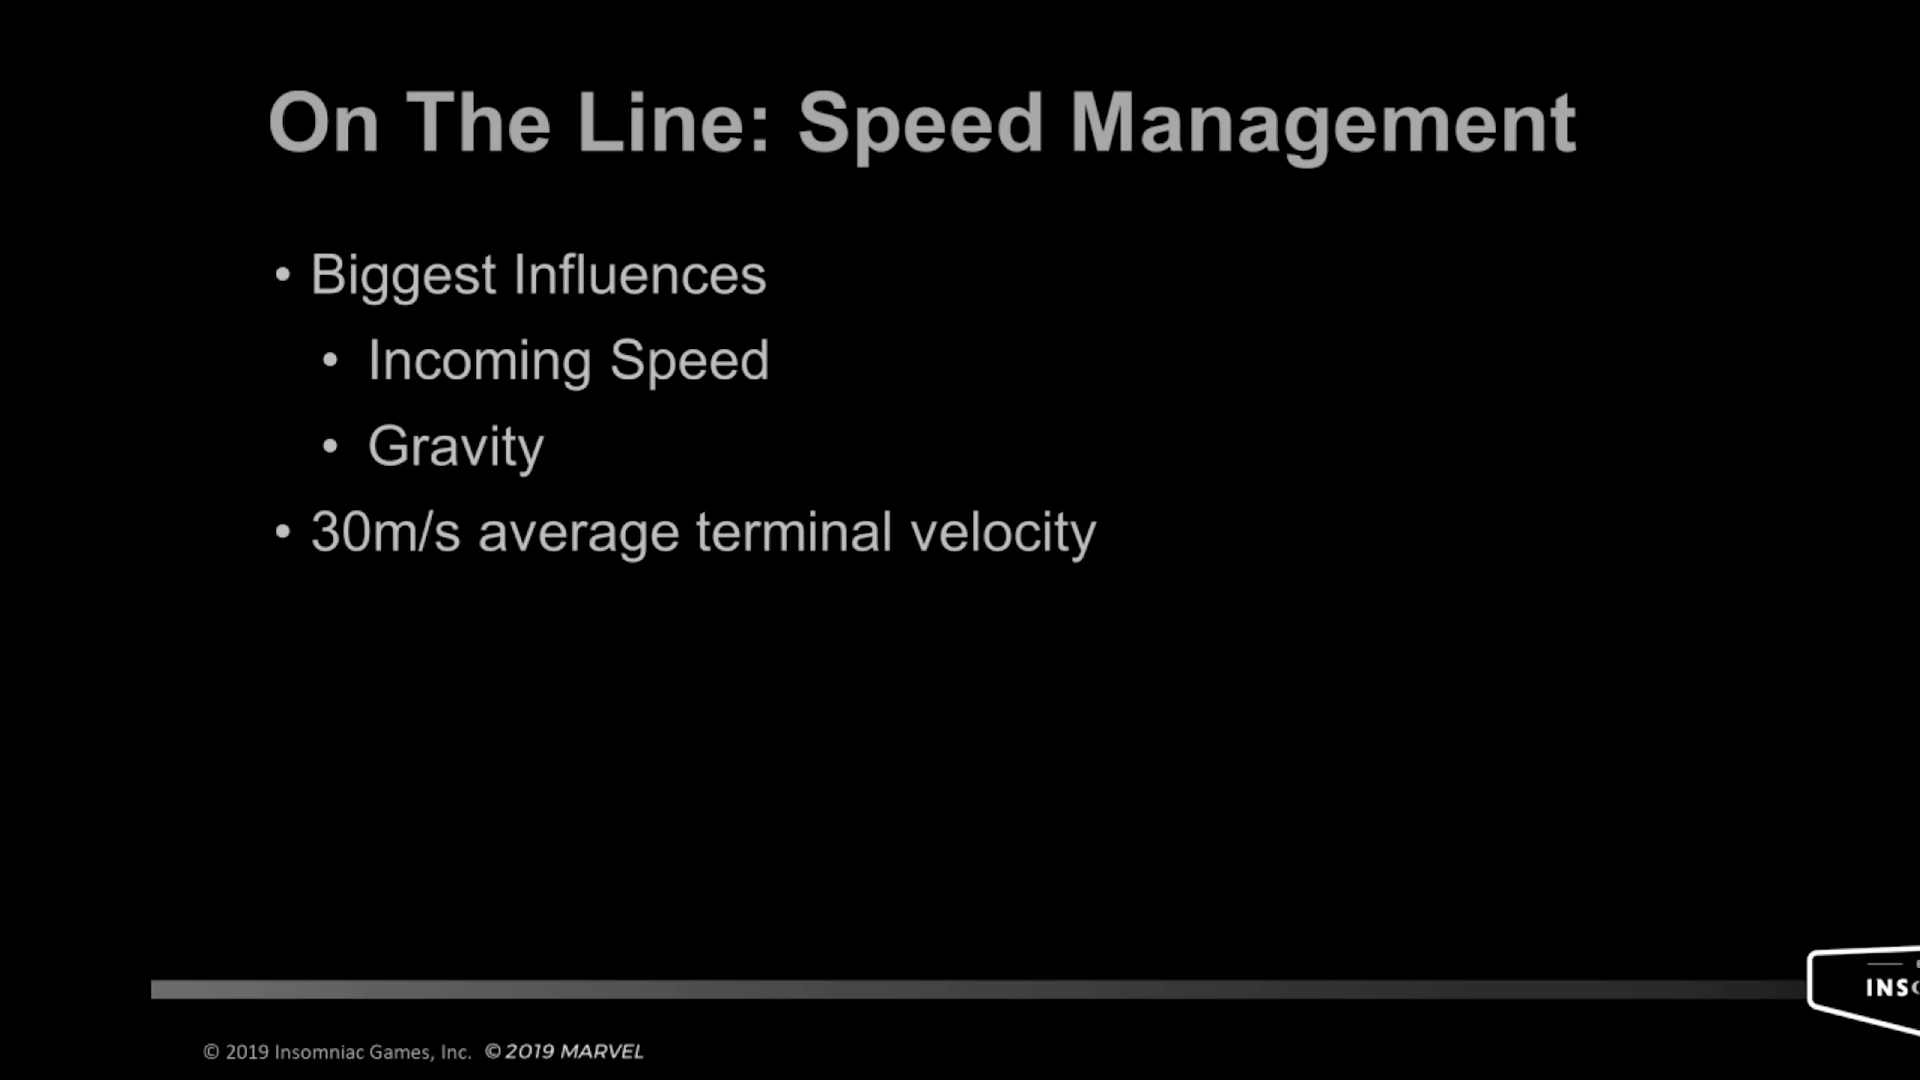 On The Line: Speed Management
• Biggest Influences
• Incoming Speed
• Gravity
• 30m/s average terminal velocity
INS
© 2019 Insomniac Games, Inc. © 2019 MARVEL